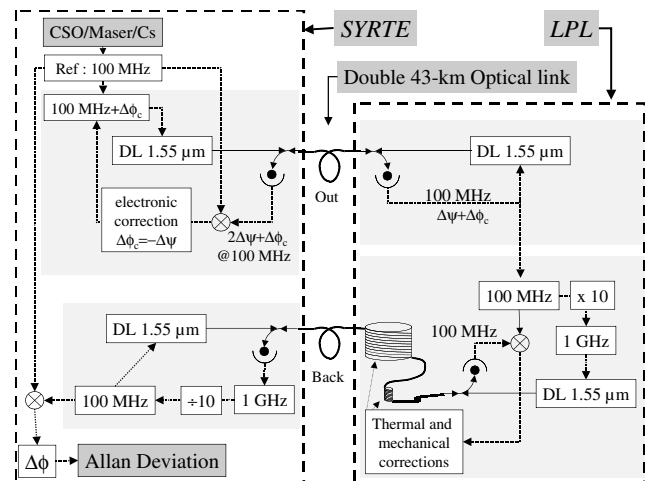 CSO/Maser/Cs
SYRTE
LPL
Ref : 100 MHz
Double 43-km Optical link
100 MHz+Δϕc
DL 1.55 µm
DL 1.55 µm
electronic
correction
Δϕc=−Δψ
2Δψ+Δϕc
@100 MHz
Out
100 MHz
Δψ+Δϕc
100 MHz
x 10
DL 1.55 µm
100 MHz
1 GHz
Back
100 MHz
÷10
1 GHz
DL 1.55 µm
Thermal and
mechanical
corrections
Δϕ
Allan Deviation